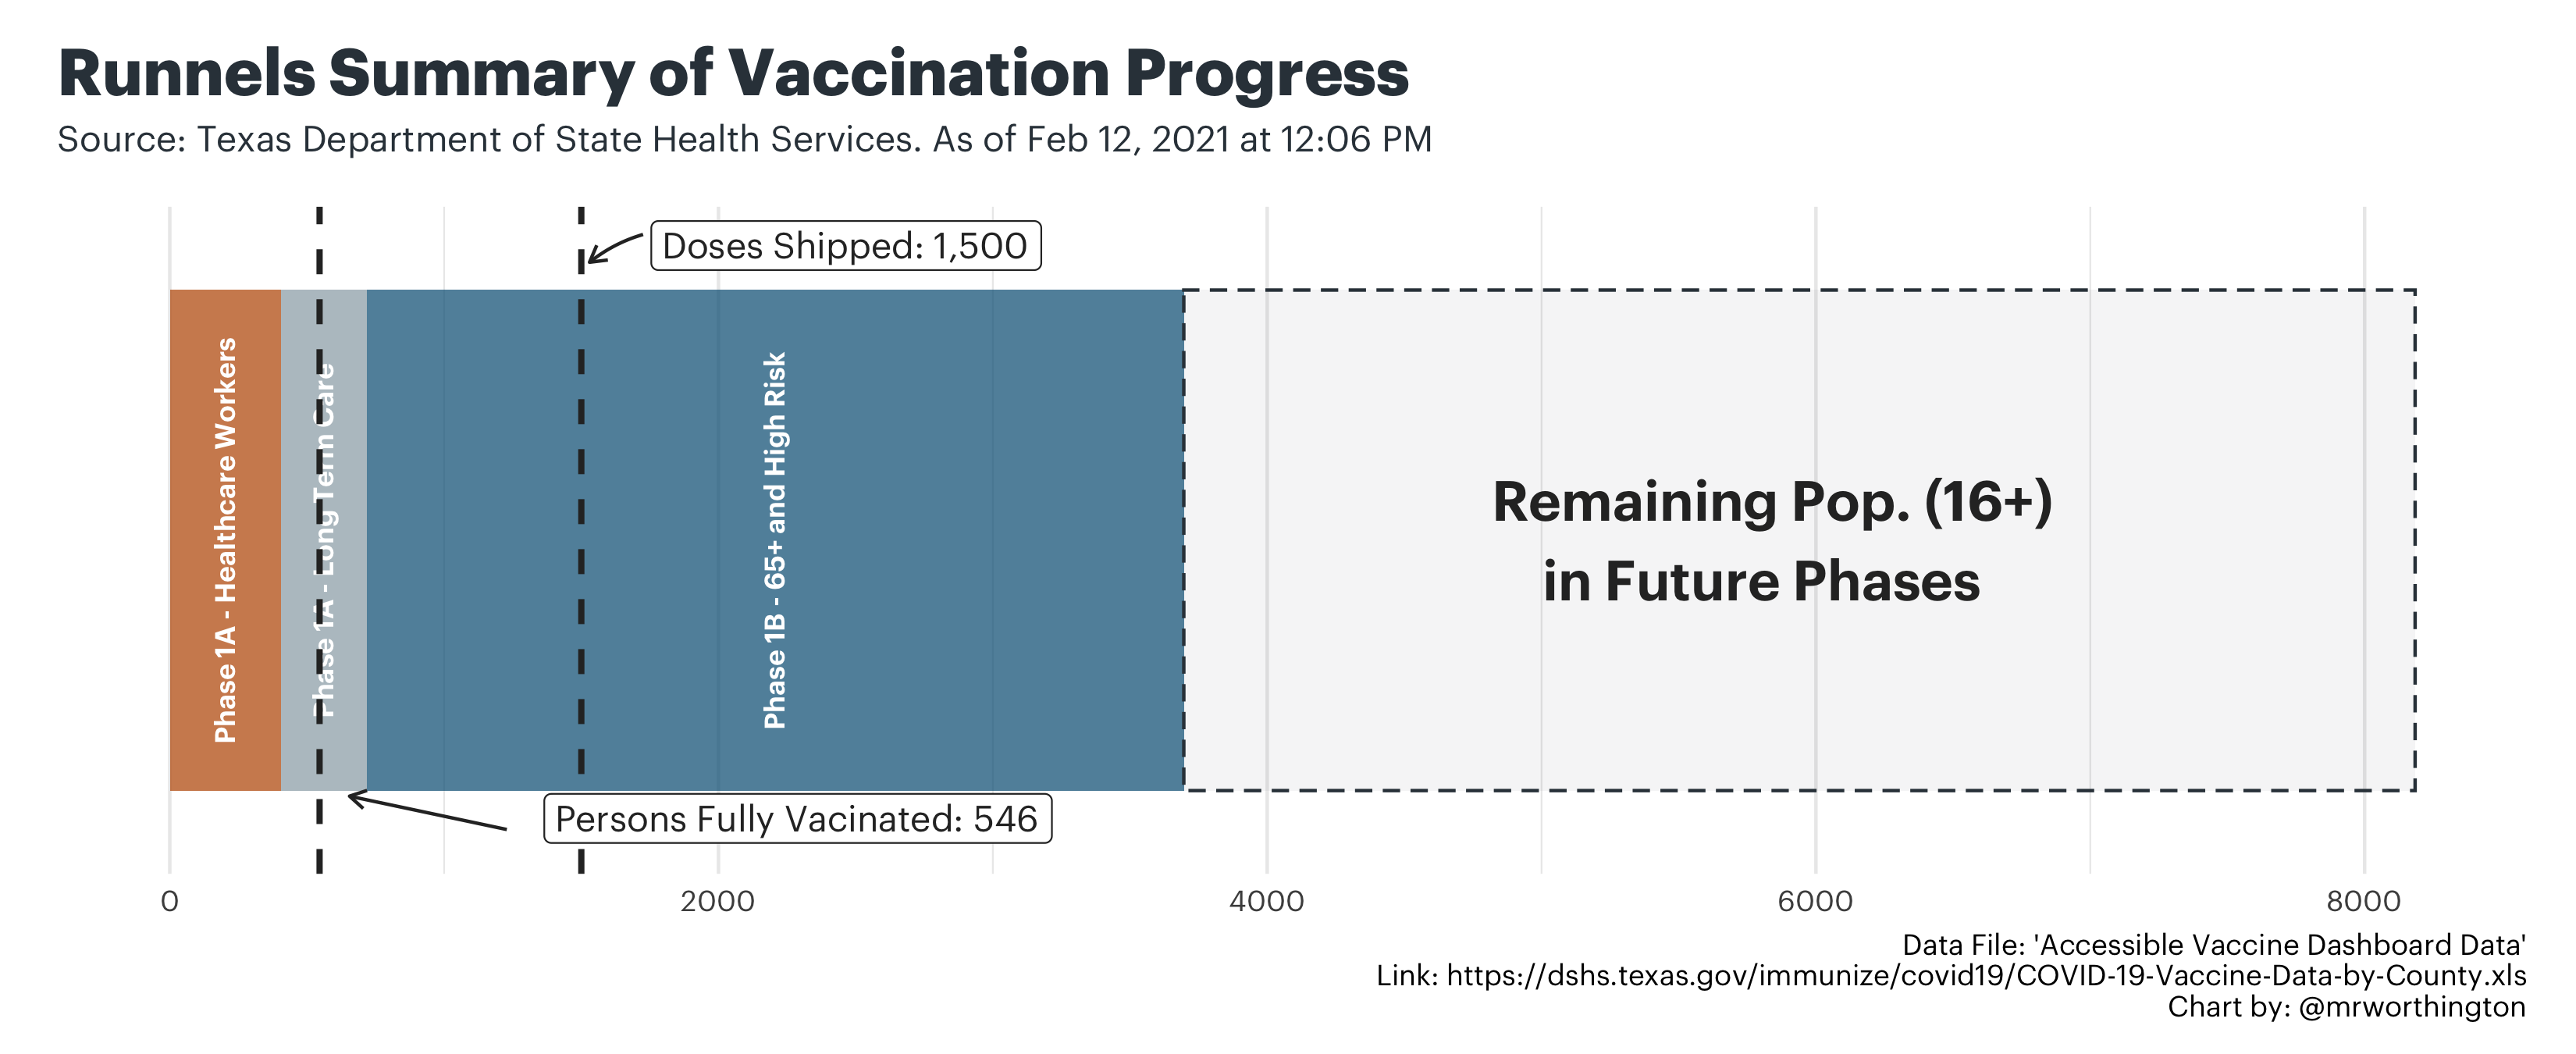 Runnels Summary of Vaccination Progress
Source: Texas Department of State Health Services. As of Feb 12, 2021 at 12:06 PM
Doses Shipped: 1,500
Phase 1A - Healthcare Workers
Phase 1A - Long Term Care
Phase 1B - 65+ and High Risk
Remaining Pop. (16+)
in Future Phases
Persons Fully Vacinated: 546
0
2000
4000
6000
8000
Data File: 'Accessible Vaccine Dashboard Data'
Link: https://dshs.texas.gov/immunize/covid19/COVID-19-Vaccine-Data-by-County.xls
Chart by: @mrworthington